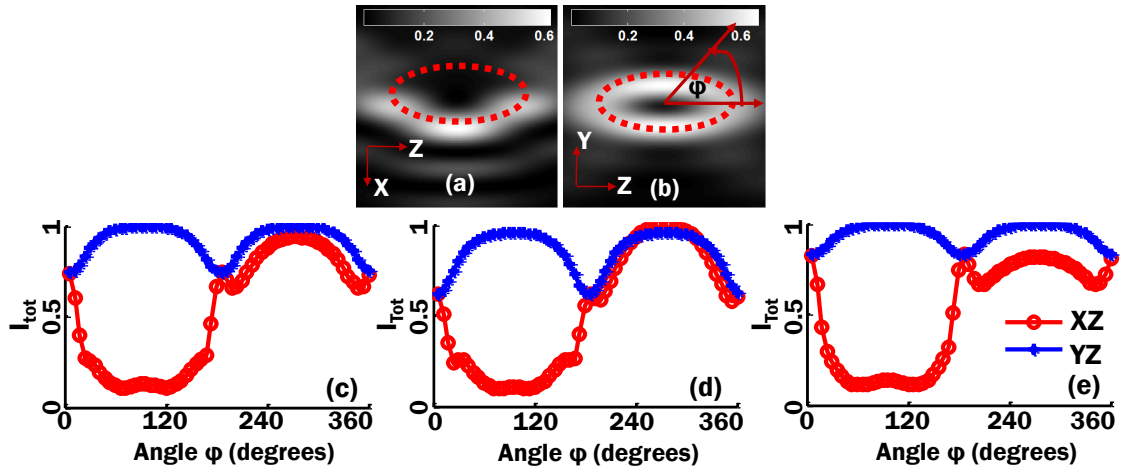 0.2 0.4 0.6
0.2 0.4 0.6
φ
Z
X
(a)
Y
Z
(b)
1
0.5
0
I_tot
0 120 240 360
Angle φ (degrees)
(c)
1
0.5
0
I_Tot
0 120 240 360
Angle φ (degrees)
(d)
1
0.5
0
I_Tot
0 120 240 360
Angle φ (degrees)
XZ
YZ
(e)